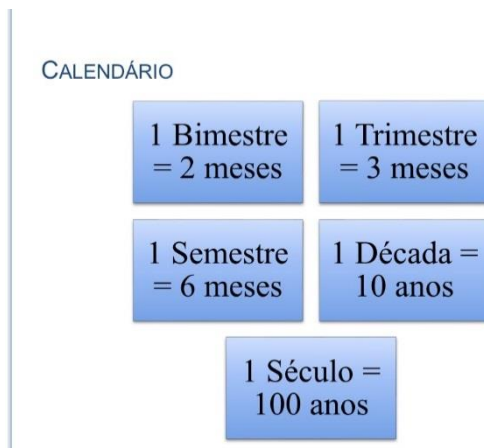 CALENDÁRIO
1 Bimestre
= 2 meses
1 Trimestre
= 3 meses
1 Semestre
= 6 meses
1 Década =
10 anos
1 Século =
100 anos